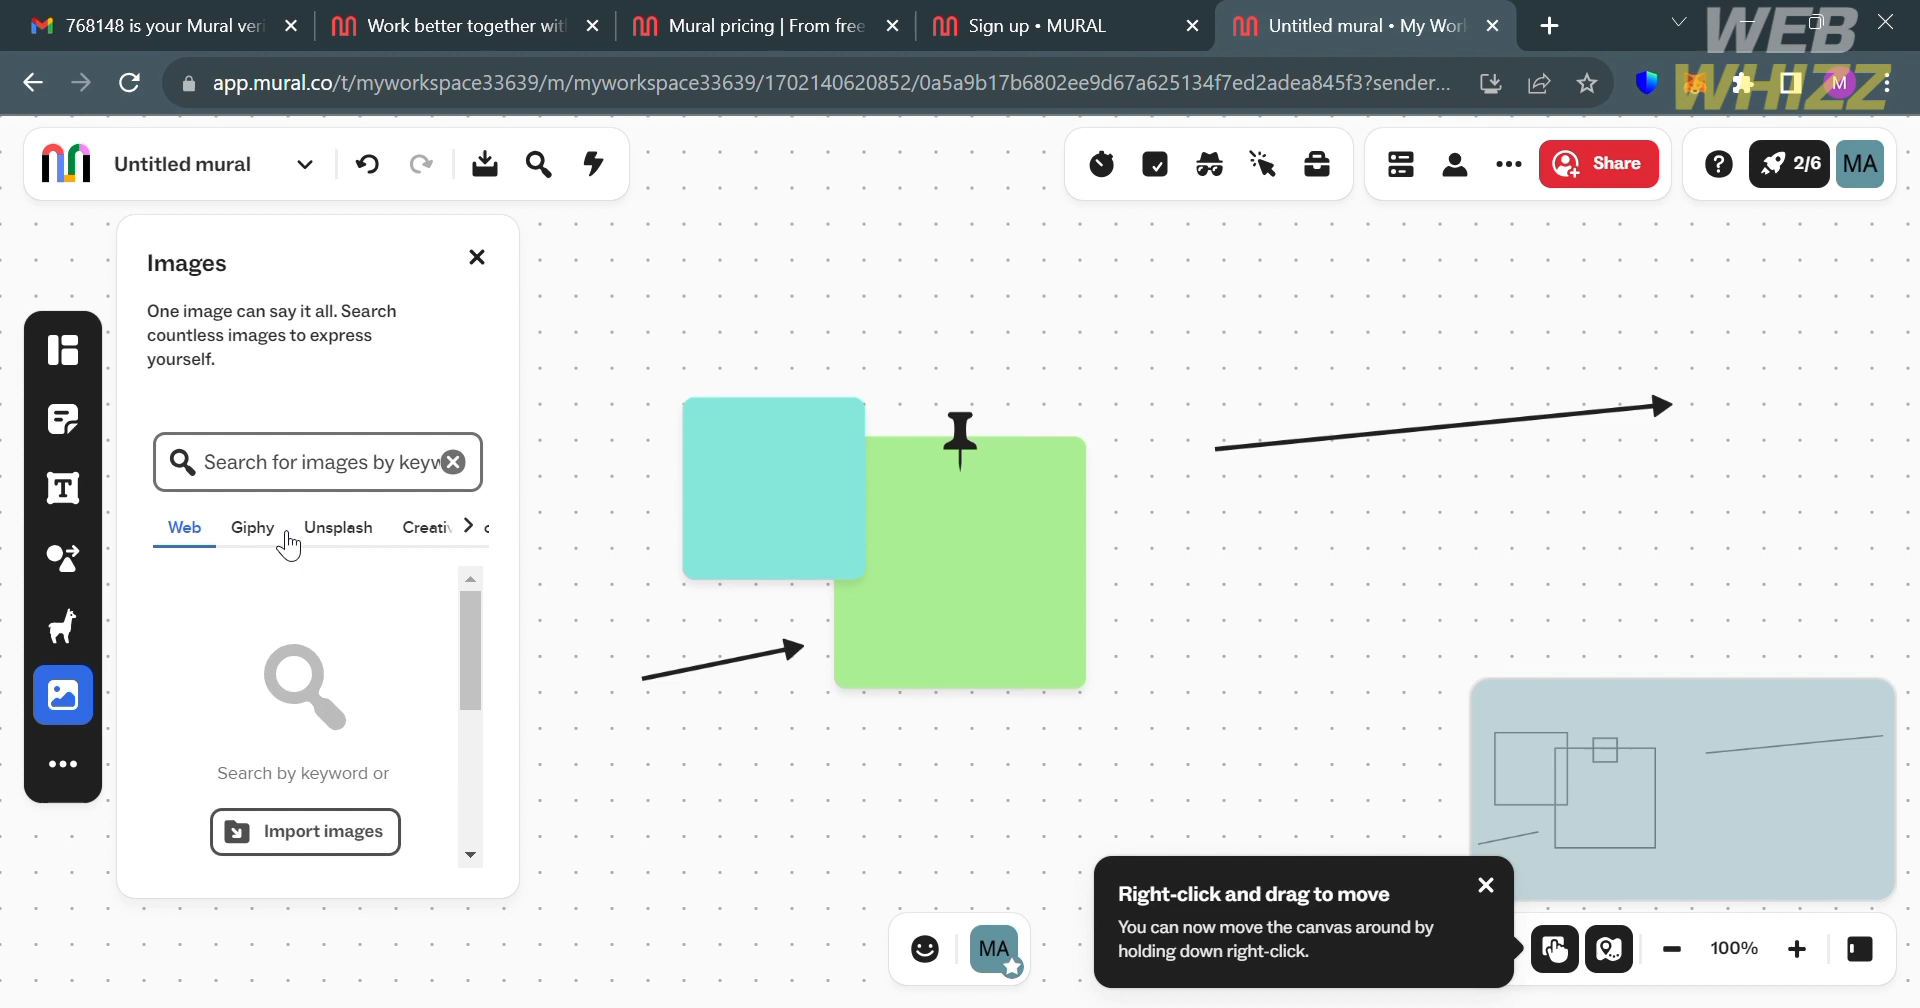 768148 is your Mural veri
Work better together wit
Mural pricing | From free
Sign up • MURAL
Untitled mural • My Work
WEB
WHIZZ
app.mural.co/t/myworkspace33639/m/myworkspace33639/1702140620852/0a5a9b17b6802ee9d67a625134f7ed2adea845f3?sender...
M
Untitled mural
Share
2/6
MA
Images
One image can say it all. Search
countless images to express
yourself.
Search for images by keyw
Web
Giphy
Unsplash
Creativ
Search by keyword or
Import images
Right-click and drag to move
You can now move the canvas around by
holding down right-click.
MA
100%